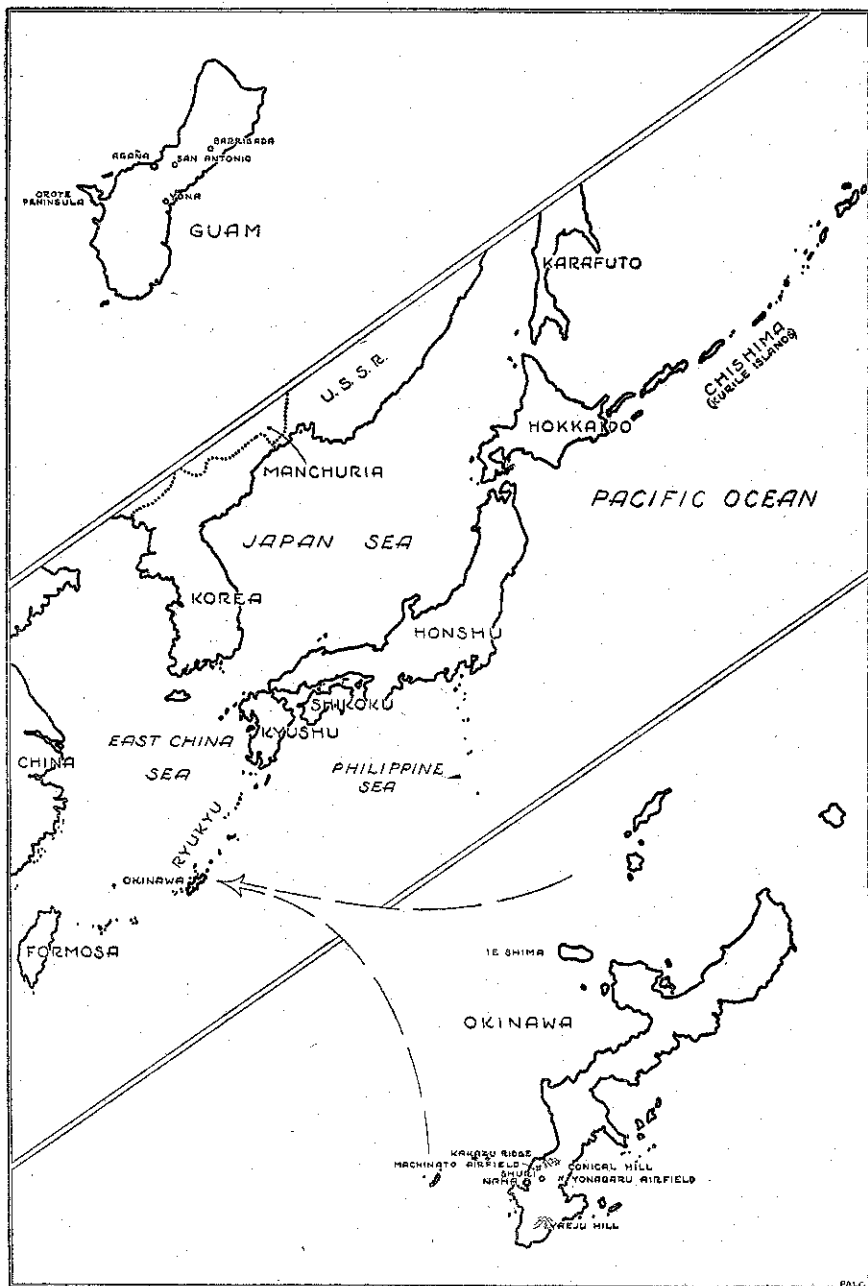 BARRIGADA
AGAÑA
SAN ANTONIO
OROTE
PENINSULA
YONA
GUAM
KARAFUTO
U.S.S.R.
CHISHIMA
(KURILE ISLANDS)
HOKKAIDO
MANCHURIA
PACIFIC OCEAN
JAPAN SEA
KOREA
HONSHU
SHIKOKU
KYUSHU
EAST CHINA
SEA
CHINA
PHILIPPINE
SEA
RYUKYU
OKINAWA
FORMOSA
IE SHIMA
OKINAWA
KAKAZU RIDGE
MACHINATO AIRFIELD
CONICAL HILL
SHURI
NAHA
YONABARU AIRFIELD
YAEJU HILL